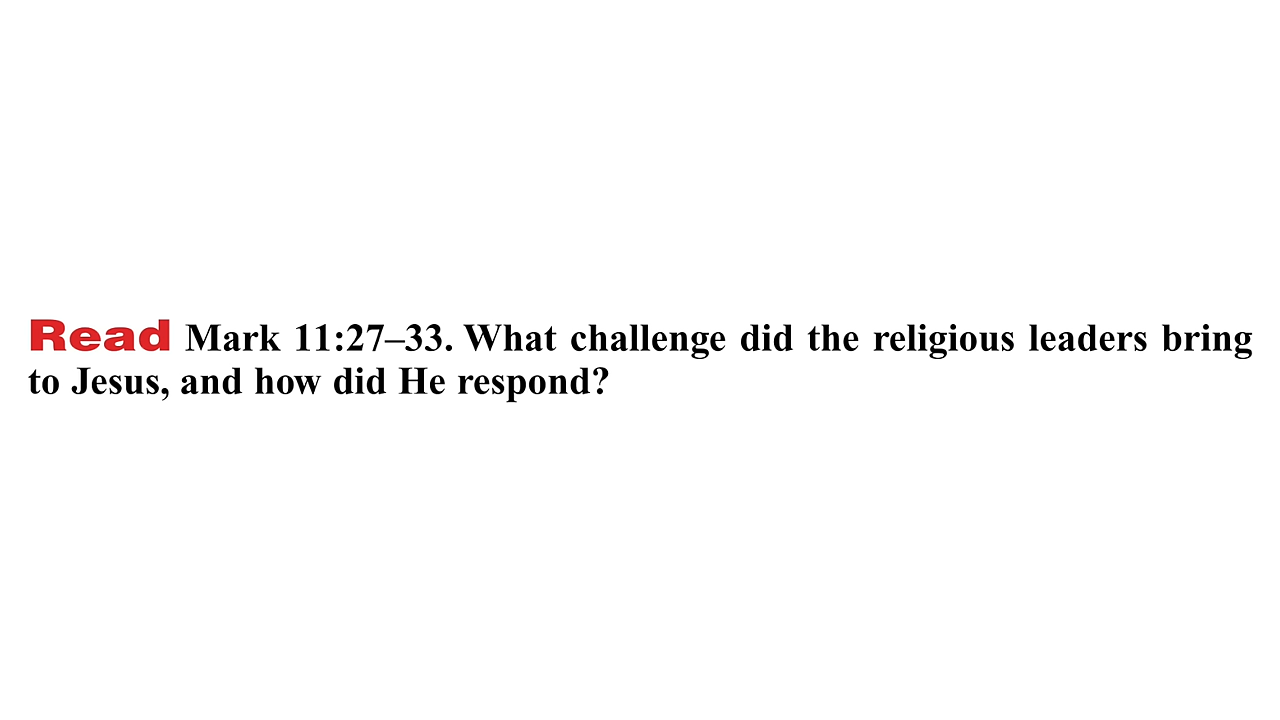 Read Mark 11:27–33. What challenge did the religious leaders bring
to Jesus, and how did He respond?